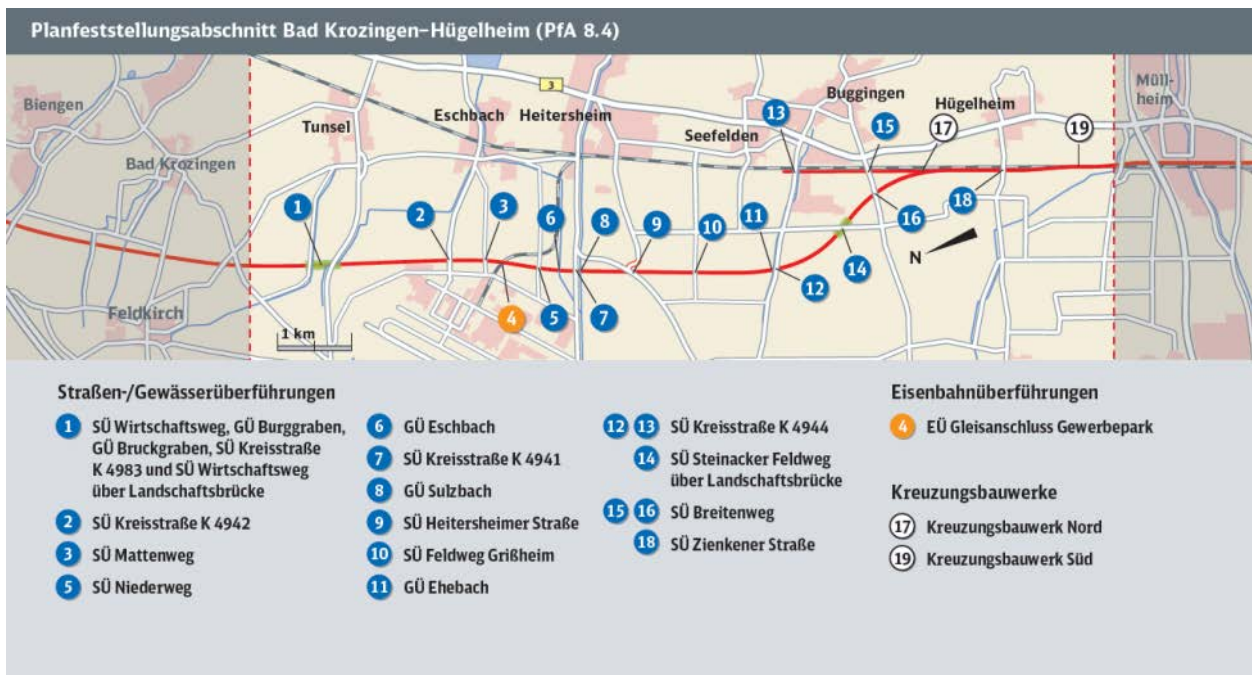 Planfeststellungsabschnitt Bad Krozingen–Hügelheim (PfA 8.4)
Biengen
Bad Krozingen
Feldkirch
Tunsel
Eschbach
Heitersheim
3
Seefelden
Buggingen
Hügelheim
Müll-
heim
1
2
3
4
5
6
7
8
9
10
11
12
13
14
15
16
17
18
19
N
1 km
Straßen-/Gewässerüberführungen
1 SÜ Wirtschaftsweg, GÜ Burggraben,
GÜ Bruckgraben, SÜ Kreisstraße
K 4983 und SÜ Wirtschaftsweg
über Landschaftsbrücke
2 SÜ Kreisstraße K 4942
3 SÜ Mattenweg
5 SÜ Niederweg
6 GÜ Eschbach
7 SÜ Kreisstraße K 4941
8 GÜ Sulzbach
9 SÜ Heitersheimer Straße
10 SÜ Feldweg Grißheim
11 GÜ Ehebach
12 13 SÜ Kreisstraße K 4944
14 SÜ Steinacker Feldweg
über Landschaftsbrücke
15 16 SÜ Breitenweg
18 SÜ Zienkener Straße
Eisenbahnüberführungen
4 EÜ Gleisanschluss Gewerbepark
Kreuzungsbauwerke
17 Kreuzungsbauwerk Nord
19 Kreuzungsbauwerk Süd